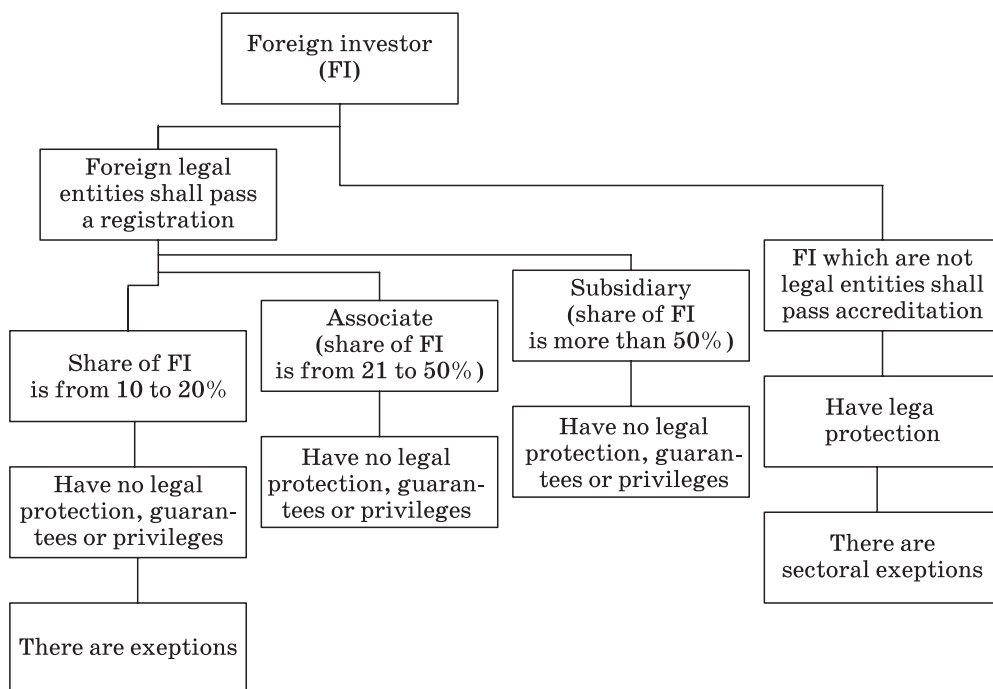 Foreign investor
(FI)
Foreign legal
entities shall pass
a registration
FI which are not
legal entities shall
pass accreditation
Share of FI
is from 10 to 20%
Associate
(share of FI
is from 21 to 50%)
Subsidiary
(share of FI
is more than 50%)
Have lega
protection
Have no legal
protection, guaran-
tees or privileges
Have no legal
protection, guaran-
tees or privileges
Have no legal
protection, guaran-
tees or privileges
There are
sectoral exeptions
There are exeptions